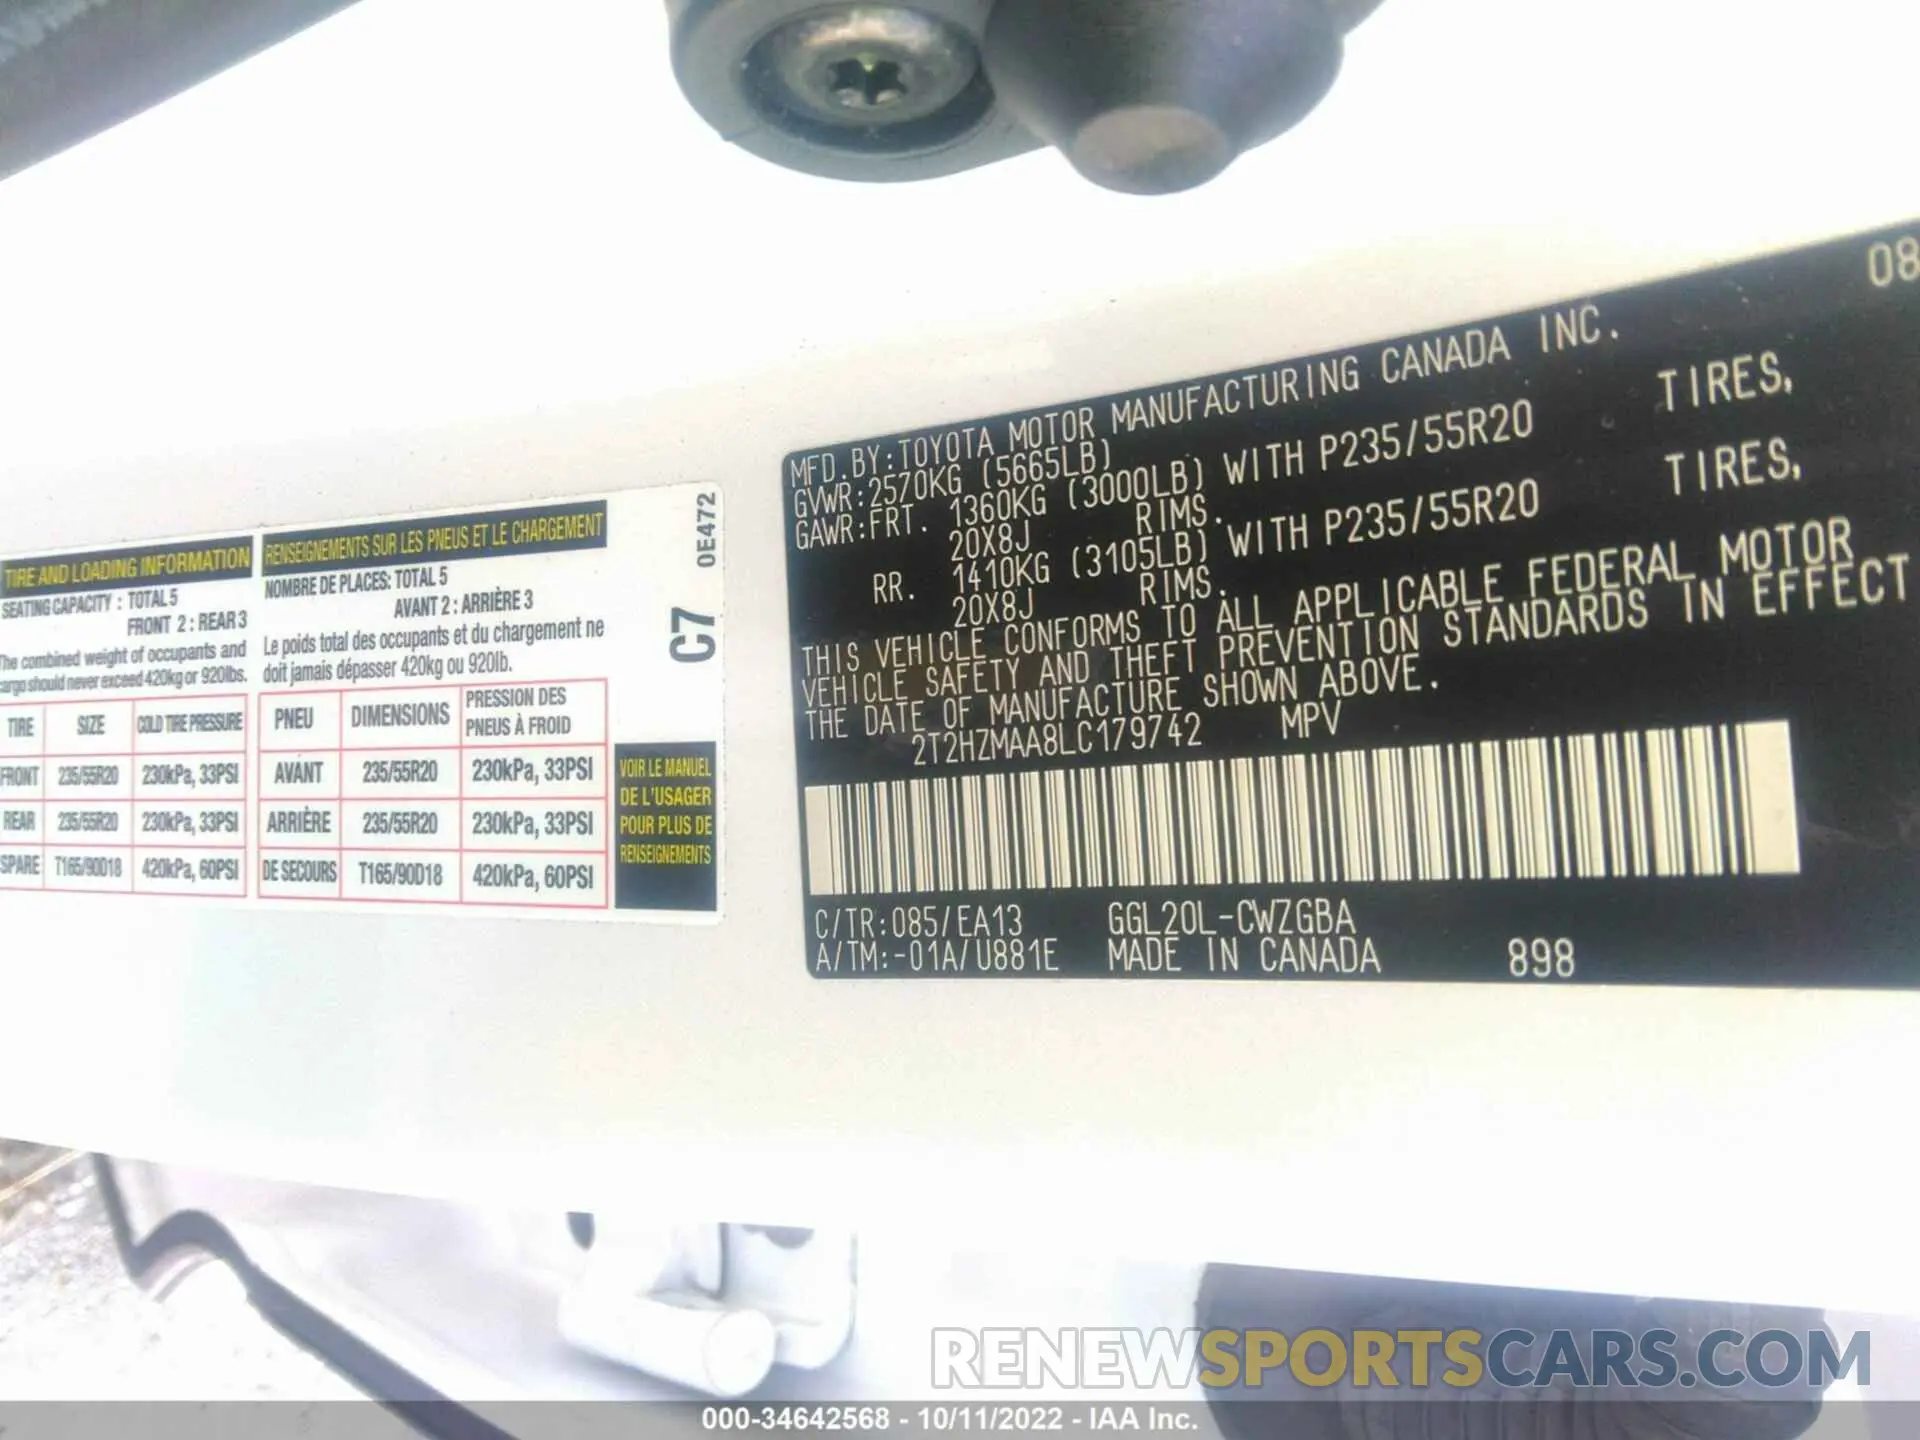 TIRE AND LOADING INFORMATION
SEATING CAPACITY : TOTAL 5
FRONT 2 : REAR 3
The combined weight of occupants and
cargo should never exceed 420kg or 920lbs.
TIRE SIZE COLD TIRE PRESSURE
FRONT 235/55R20 230kPa, 33PSI
REAR 235/55R20 230kPa, 33PSI
SPARE T165/90D18 420kPa, 60PSI
RENSEIGNEMENTS SUR LES PNEUS ET LE CHARGEMENT
NOMBRE DE PLACES: TOTAL 5
AVANT 2 : ARRIÈRE 3
Le poids total des occupants et du chargement ne
doit jamais dépasser 420kg ou 920lb.
PNEU DIMENSIONS PRESSION DES
PNEUS À FROID
AVANT 235/55R20 230kPa, 33PSI
ARRIÈRE 235/55R20 230kPa, 33PSI
DE SECOURS T165/90D18 420kPa, 60PSI
C7 0E472
VOIR LE MANUEL
DE L'USAGER
POUR PLUS DE
RENSEIGNEMENTS
08
MFD.BY:TOYOTA MOTOR MANUFACTURING CANADA INC.
GVWR:2570KG (5665LB)
GAWR:FRT. 1360KG (3000LB) WITH P235/55R20 TIRES,
20X8J RIMS.
RR. 1410KG (3105LB) WITH P235/55R20 TIRES,
20X8J RIMS.
THIS VEHICLE CONFORMS TO ALL APPLICABLE FEDERAL MOTOR
VEHICLE SAFETY AND THEFT PREVENTION STANDARDS IN EFFECT
THE DATE OF MANUFACTURE SHOWN ABOVE.
2T2HZMAA8LC179742 MPV
C/TR:085/EA13 GGL20L-CWZGBA
A/TM:-01A/U881E MADE IN CANADA 898
RENEWSPORTSCARS.COM
000-34642568 - 10/11/2022 - IAA Inc.